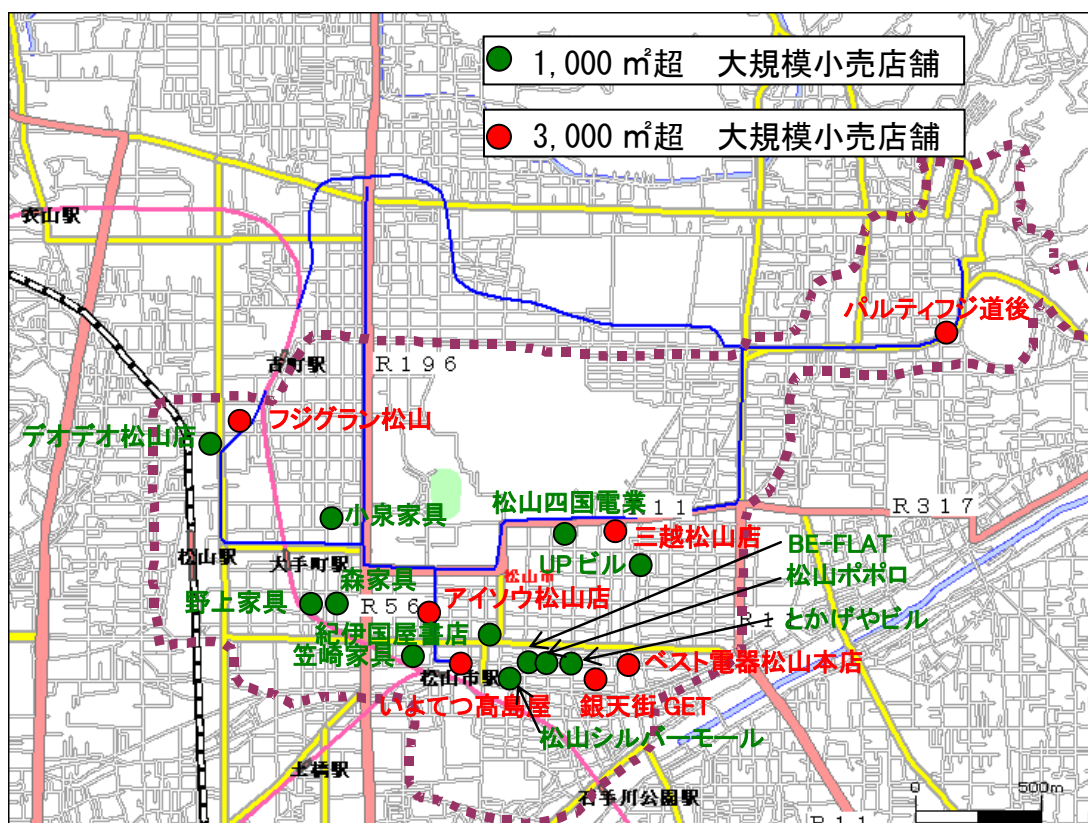 1,000 ㎡超　大規模小売店舗
3,000 ㎡超　大規模小売店舗
衣山駅
パルティフジ道後
古町駅
R196
フジグラン松山
デオデオ松山店
松山四国電業
11
R317
小泉家具
三越松山店
BE-FLAT
松山駅
大手町駅
UPビル
松山ポポロ
森家具
松山市
野上家具
R56
アイソウ松山店
R1
とかげやビル
紀伊国屋書店
笠崎家具
松山市駅
ベスト電器松山本店
いよてつ高島屋
銀天街 GET
松山シルバーモール
土橋駅
石手川公園駅
0
500m
R11